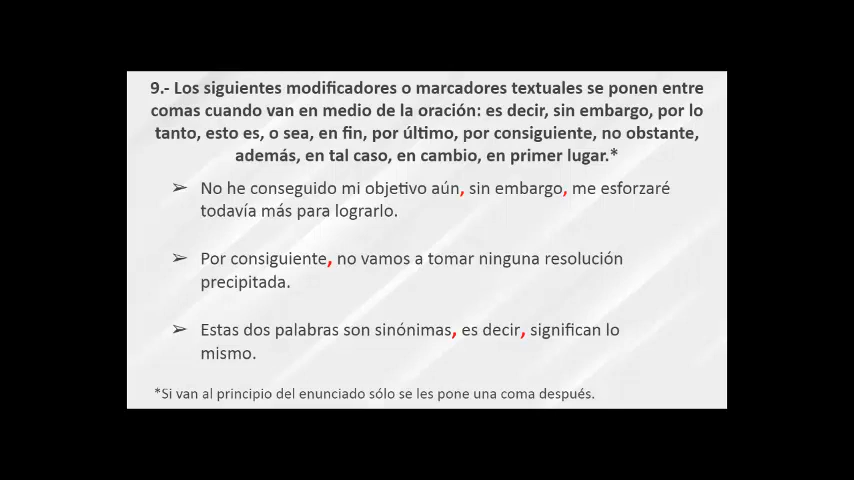 9.- Los siguientes modificadores o marcadores textuales se ponen entre
comas cuando van en medio de la oración: es decir, sin embargo, por lo
tanto, esto es, o sea, en fin, por último, por consiguiente, no obstante,
además, en tal caso, en cambio, en primer lugar.*
➢ No he conseguido mi objetivo aún, sin embargo, me esforzaré
todavía más para lograrlo.
➢ Por consiguiente, no vamos a tomar ninguna resolución
precipitada.
➢ Estas dos palabras son sinónimas, es decir, significan lo
mismo.
*Si van al principio del enunciado sólo se les pone una coma después.